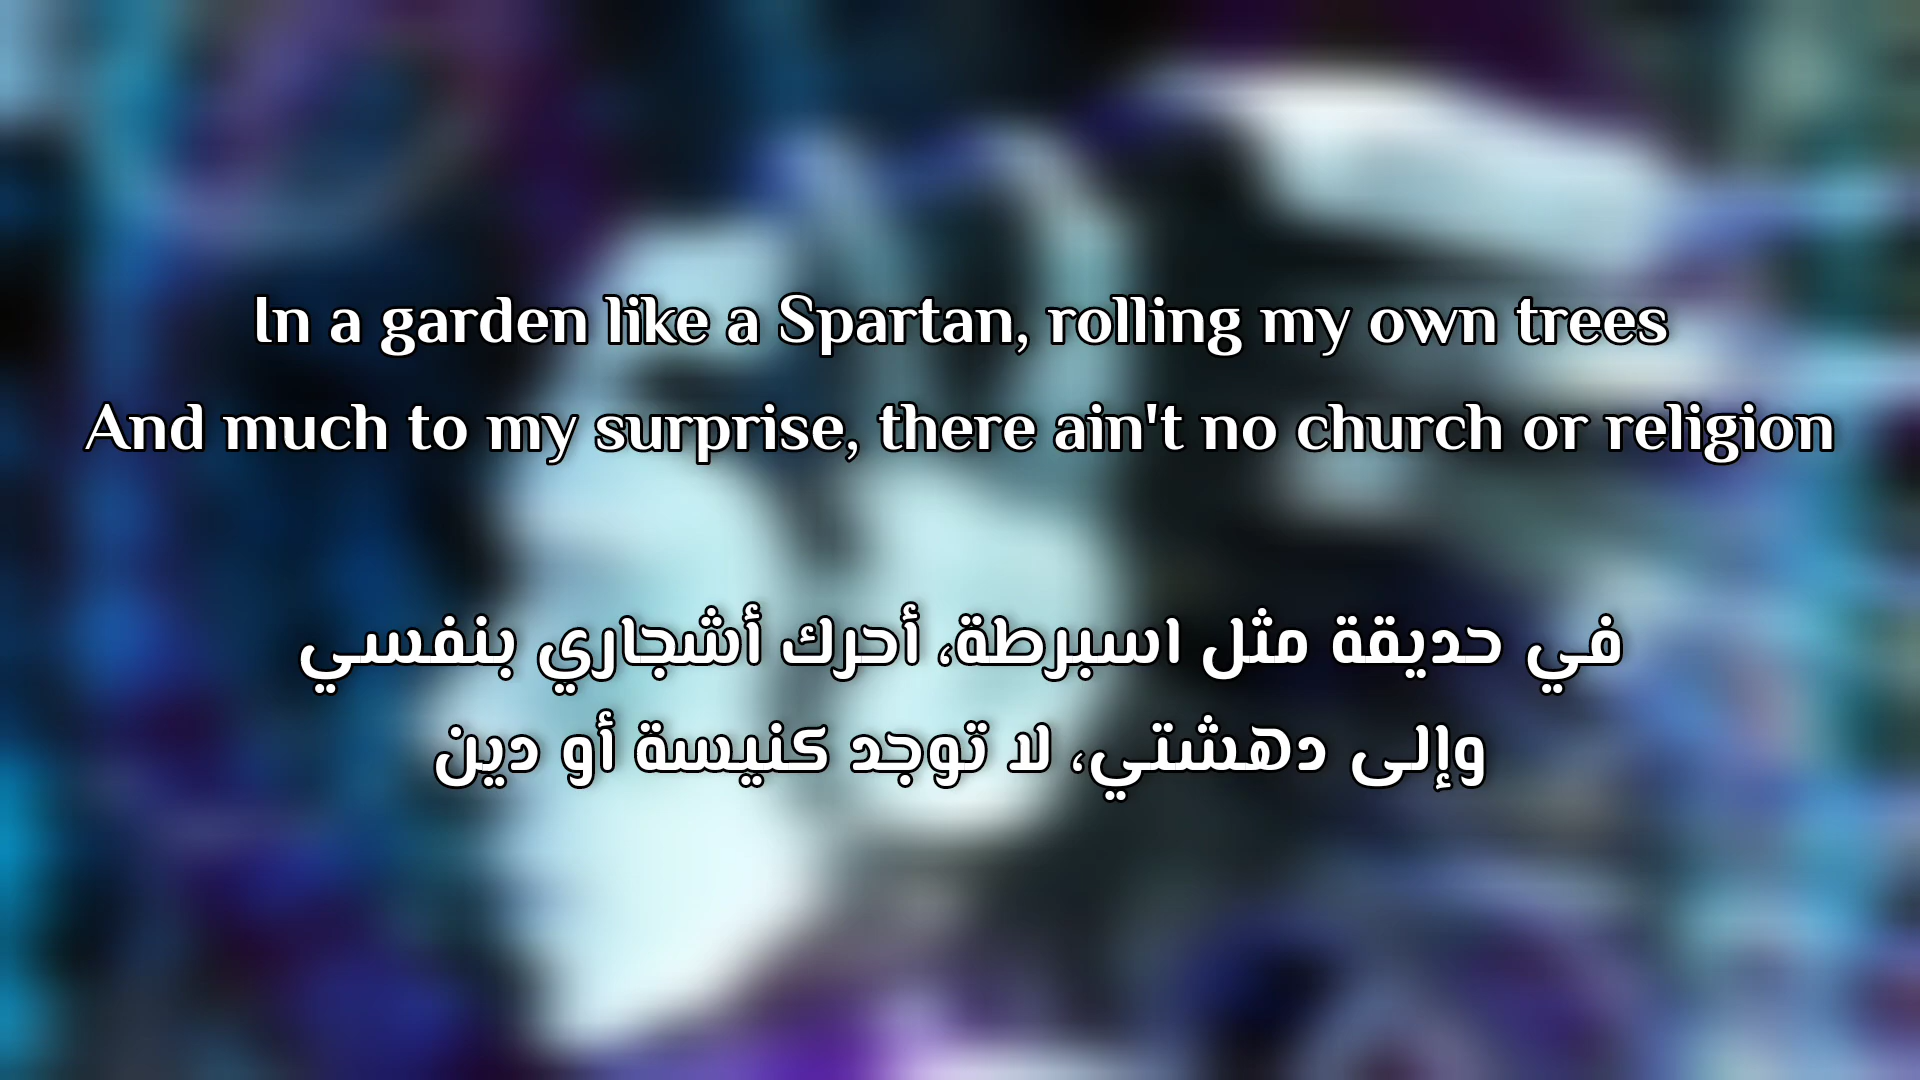 In a garden like a Spartan, rolling my own trees
And much to my surprise, there ain't no church or religion
في حديقة مثل اسبرطة، أحرك أشجاري بنفسي
وإلى دهشتي، لا توجد كنيسة أو دين